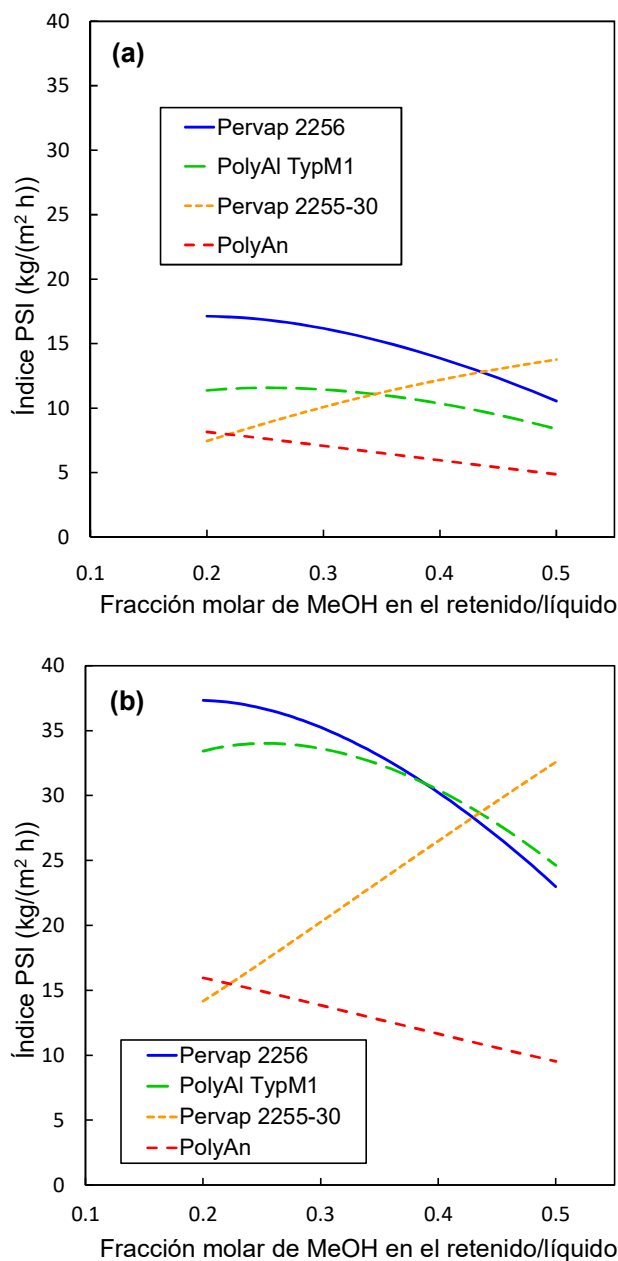 40
(a)
35
Pervap 2256
30
PolyAl TypM1
25
Pervap 2255-30
PolyAn
20
15
10
5
0
Índice PSI (kg/(m² h))
0.1 0.2 0.3 0.4 0.5
Fracción molar de MeOH en el retenido/líquido
40
(b)
35
30
25
20
15
10
Pervap 2256
PolyAl TypM1
5
Pervap 2255-30
PolyAn
0
Índice PSI (kg/(m² h))
0.1 0.2 0.3 0.4 0.5
Fracción molar de MeOH en el retenido/líquido